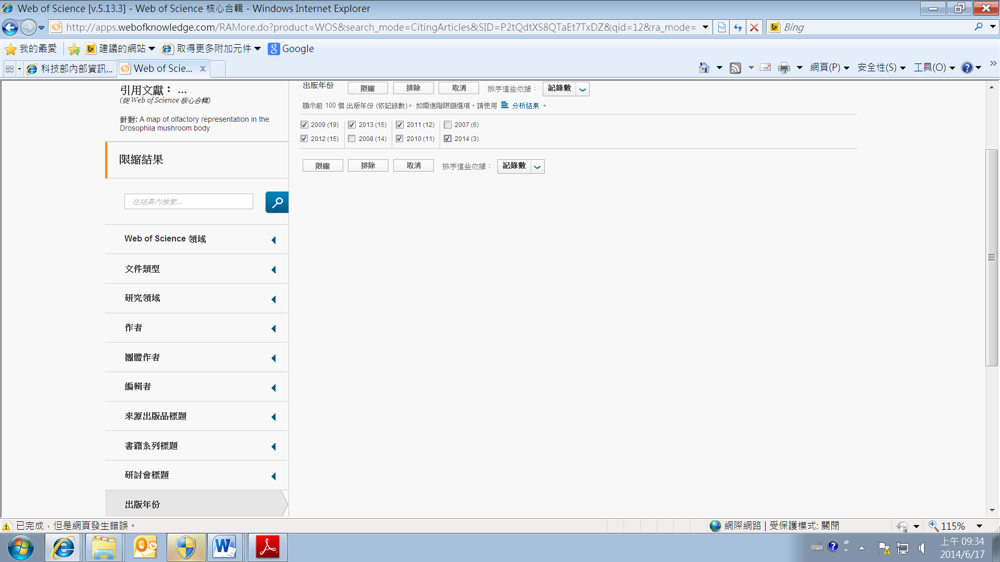 Web of Science [v.5.13.3] - Web of Science 核心合輯 - Windows Internet Explorer
http://apps.webofknowledge.com/RAMore.do?product=WOS&search_mode=CitingArticles&SID=P2tQdtXS8QTaEt7TxDZ&qid=12&ra_mode=
Bing
我的最愛 建議的網站 取得更多附加元件 Google
科技部內部資訊... Web of Scie... 網頁(P) 安全性(S) 工具(O)
引用文獻： ...
(從 Web of Science 核心合輯)
針對: A map of olfactory representation in the
Drosophila mushroom body
限縮結果
在結果內檢索...
Web of Science 領域
文件類型
研究領域
作者
團體作者
編輯者
來源出版品標題
書籍系列標題
研討會標題
出版年份
出版年份 限縮 排除 取消 排序這些依據： 記錄數
顯示前 100 個 出版年份 (依記錄數)。 如需進階限縮選項，請使用 分析結果 。
2009 (19) 2013 (15) 2011 (12) 2007 (6)
2012 (15) 2008 (14) 2010 (11) 2014 (3)
限縮 排除 取消 排序這些依據： 記錄數
已完成，但是網頁發生錯誤。 網際網路 | 受保護模式: 關閉 115%
上午 09:34
2014/6/17